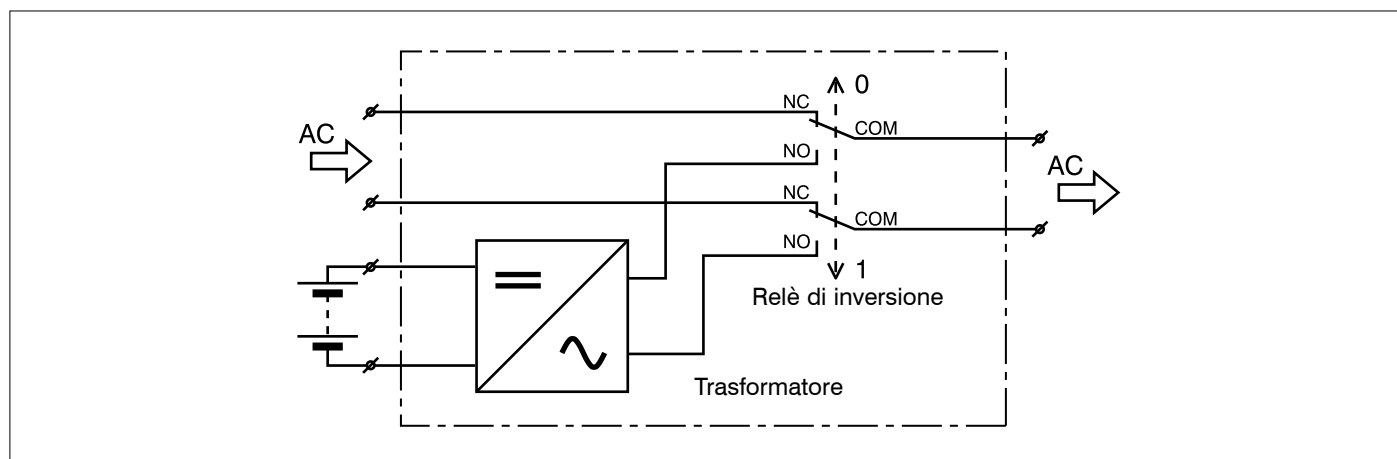 0
NC
COM
AC
NO
AC
NC
COM
NO
1
Relè di inversione
Trasformatore